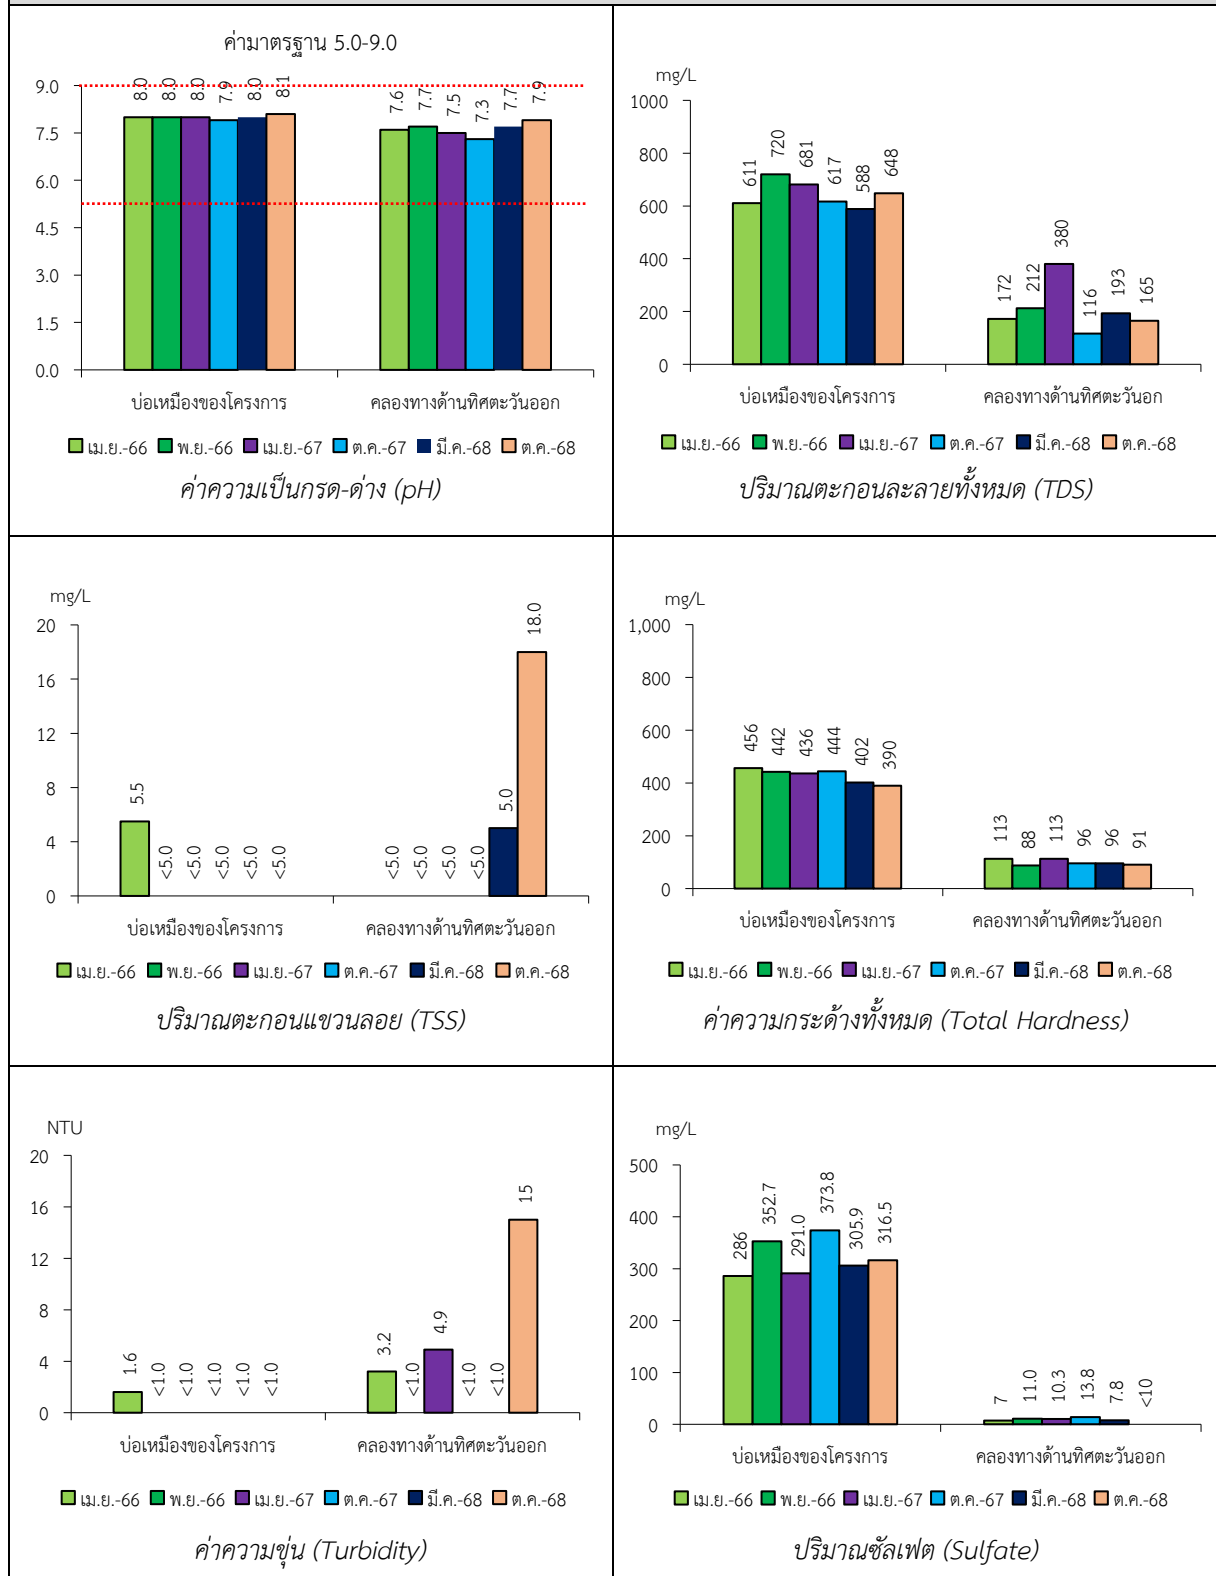 ค่ามาตรฐาน 5.0-9.0
9.0
7.5
6.0
4.5
3.0
1.5
0.0
8.0 8.0 8.0 7.9 8.0 8.1
7.6 7.7 7.5 7.3 7.7 7.9
บ่อเหมืองของโครงการ คลองทางด้านทิศตะวันออก
เม.ย.-66 พ.ย.-66 เม.ย.-67 ต.ค.-67 มี.ค.-68 ต.ค.-68
ค่าความเป็นกรด-ด่าง (pH)
mg/L
1000
800
600
400
200
0
611 720 681 617 588 648
172 212 380 116 193 165
บ่อเหมืองของโครงการ คลองทางด้านทิศตะวันอก
เม.ย.-66 พ.ย.-66 เม.ย.-67 ต.ค.-67 มี.ค.-68 ต.ค.-68
ปริมาณตะกอนละลายทั้งหมด (TDS)
mg/L
20
16
12
8
4
0
5.5 <5.0 <5.0 <5.0 <5.0 <5.0
<5.0 <5.0 <5.0 <5.0 5.0 18.0
บ่อเหมืองของโครงการ คลองทางด้านทิศตะวันออก
เม.ย.-66 พ.ย.-66 เม.ย.-67 ต.ค.-67 มี.ค.-68 ต.ค.-68
ปริมาณตะกอนแขวนลอย (TSS)
mg/L
1,000
800
600
400
200
0
456 442 436 444 402 390
113 88 113 96 96 91
บ่อเหมืองของโครงการ คลองทางด้านทิศตะวันออก
เม.ย.-66 พ.ย.-66 เม.ย.-67 ต.ค.-67 มี.ค.-68 ต.ค.-68
ค่าความกระด้างทั้งหมด (Total Hardness)
NTU
20
16
12
8
4
0
1.6 <1.0 <1.0 <1.0 <1.0 <1.0
3.2 <1.0 4.9 <1.0 <1.0 15
บ่อเหมืองของโครงการ คลองทางด้านทิศตะวันออก
เม.ย.-66 พ.ย.-66 เม.ย.-67 ต.ค.-67 มี.ค.-68 ต.ค.-68
ค่าความขุ่น (Turbidity)
mg/L
500
400
300
200
100
0
286 352.7 291.0 373.8 305.9 316.5
7 11.0 10.3 13.8 7.8 <10
บ่อเหมืองของโครงการ คลองทางด้านทิศตะวันออก
เม.ย.-66 พ.ย.-66 เม.ย.-67 ต.ค.-67 มี.ค.-68 ต.ค.-68
ปริมาณซัลเฟต (Sulfate)